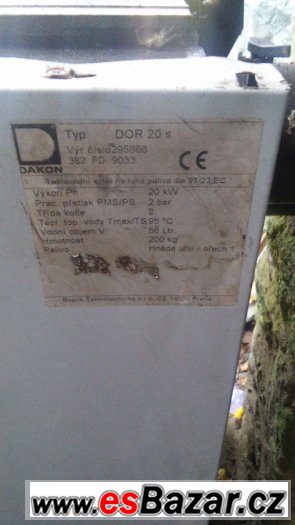 Typ DOR 20 s
Výr.číslo 295866
382 FD 9033
DAKON
CE
Teplovodní kotel na tuhá paliva dle 97/23/EC
Výkon Pn 20 kW
Prac. přetlak PMS/PS 2 bar
Třída kotle 2
Tepl. top. vody Tmax/TS 95 °C
Vodní objem V 56 Ltr.
Hmotnost 200 kg
Palivo Hnědé uhlí - ořech 1
Bosch Termotechnika s.r.o. CZ-14000 Praha
www.esBazar.cz